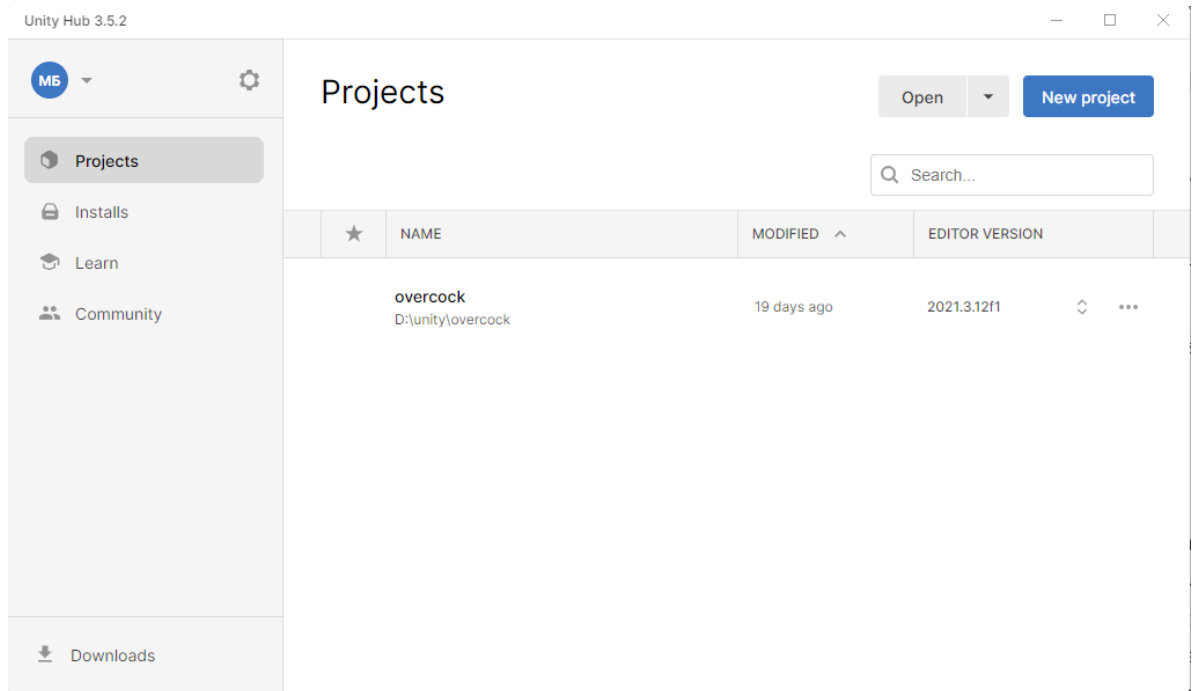 Unity Hub 3.5.2
МБ
Projects
Installs
Learn
Community
Downloads
Projects
Open
New project
Search...
NAME
MODIFIED
EDITOR VERSION
overcock
D:\unity\overcock
19 days ago
2021.3.12f1